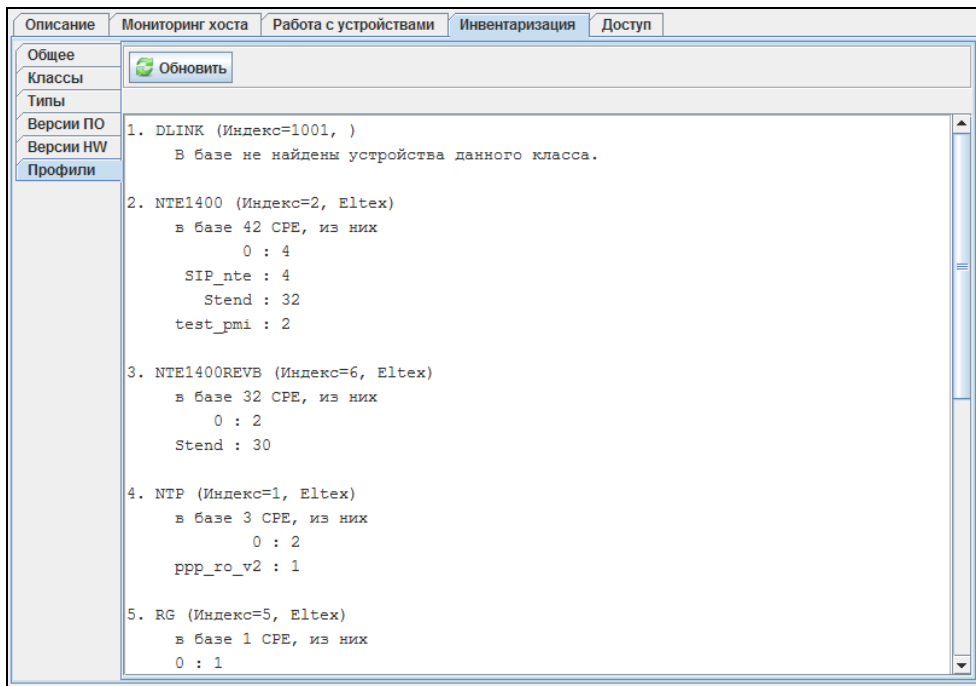 Описание Мониторинг хоста Работа с устройствами Инвентаризация Доступ
Общее
Классы
Типы
Версии ПО
Версии HW
Профили
Обновить
1. DLINK (Индекс=1001, )
В базе не найдены устройства данного класса.
2. NTE1400 (Индекс=2, Eltex)
в базе 42 CPE, из них
0 : 4
SIP_nte : 4
Stend : 32
test_pmi : 2
3. NTE1400REVB (Индекс=6, Eltex)
в базе 32 CPE, из них
0 : 2
Stend : 30
4. NTP (Индекс=1, Eltex)
в базе 3 CPE, из них
0 : 2
ppp_ro_v2 : 1
5. RG (Индекс=5, Eltex)
в базе 1 CPE, из них
0 : 1